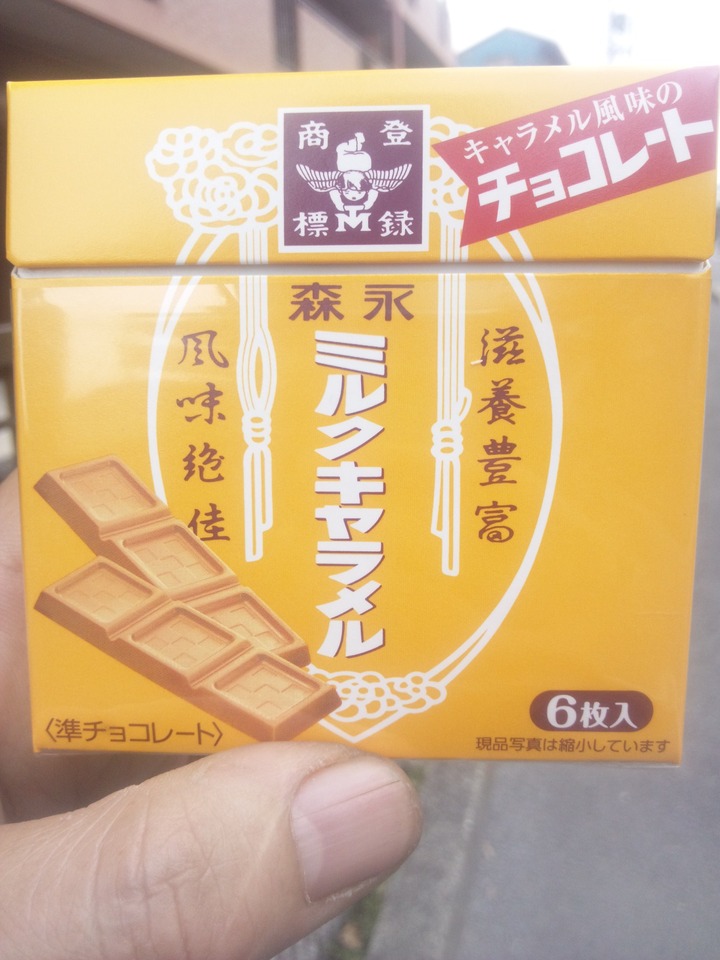 登録
商標
TM
キャラメル風味の
チョコレート
森永
ミルクキャラメル
滋養豊富
風味絶佳
〈準チョコレート〉
6枚入
現品写真は縮小しています